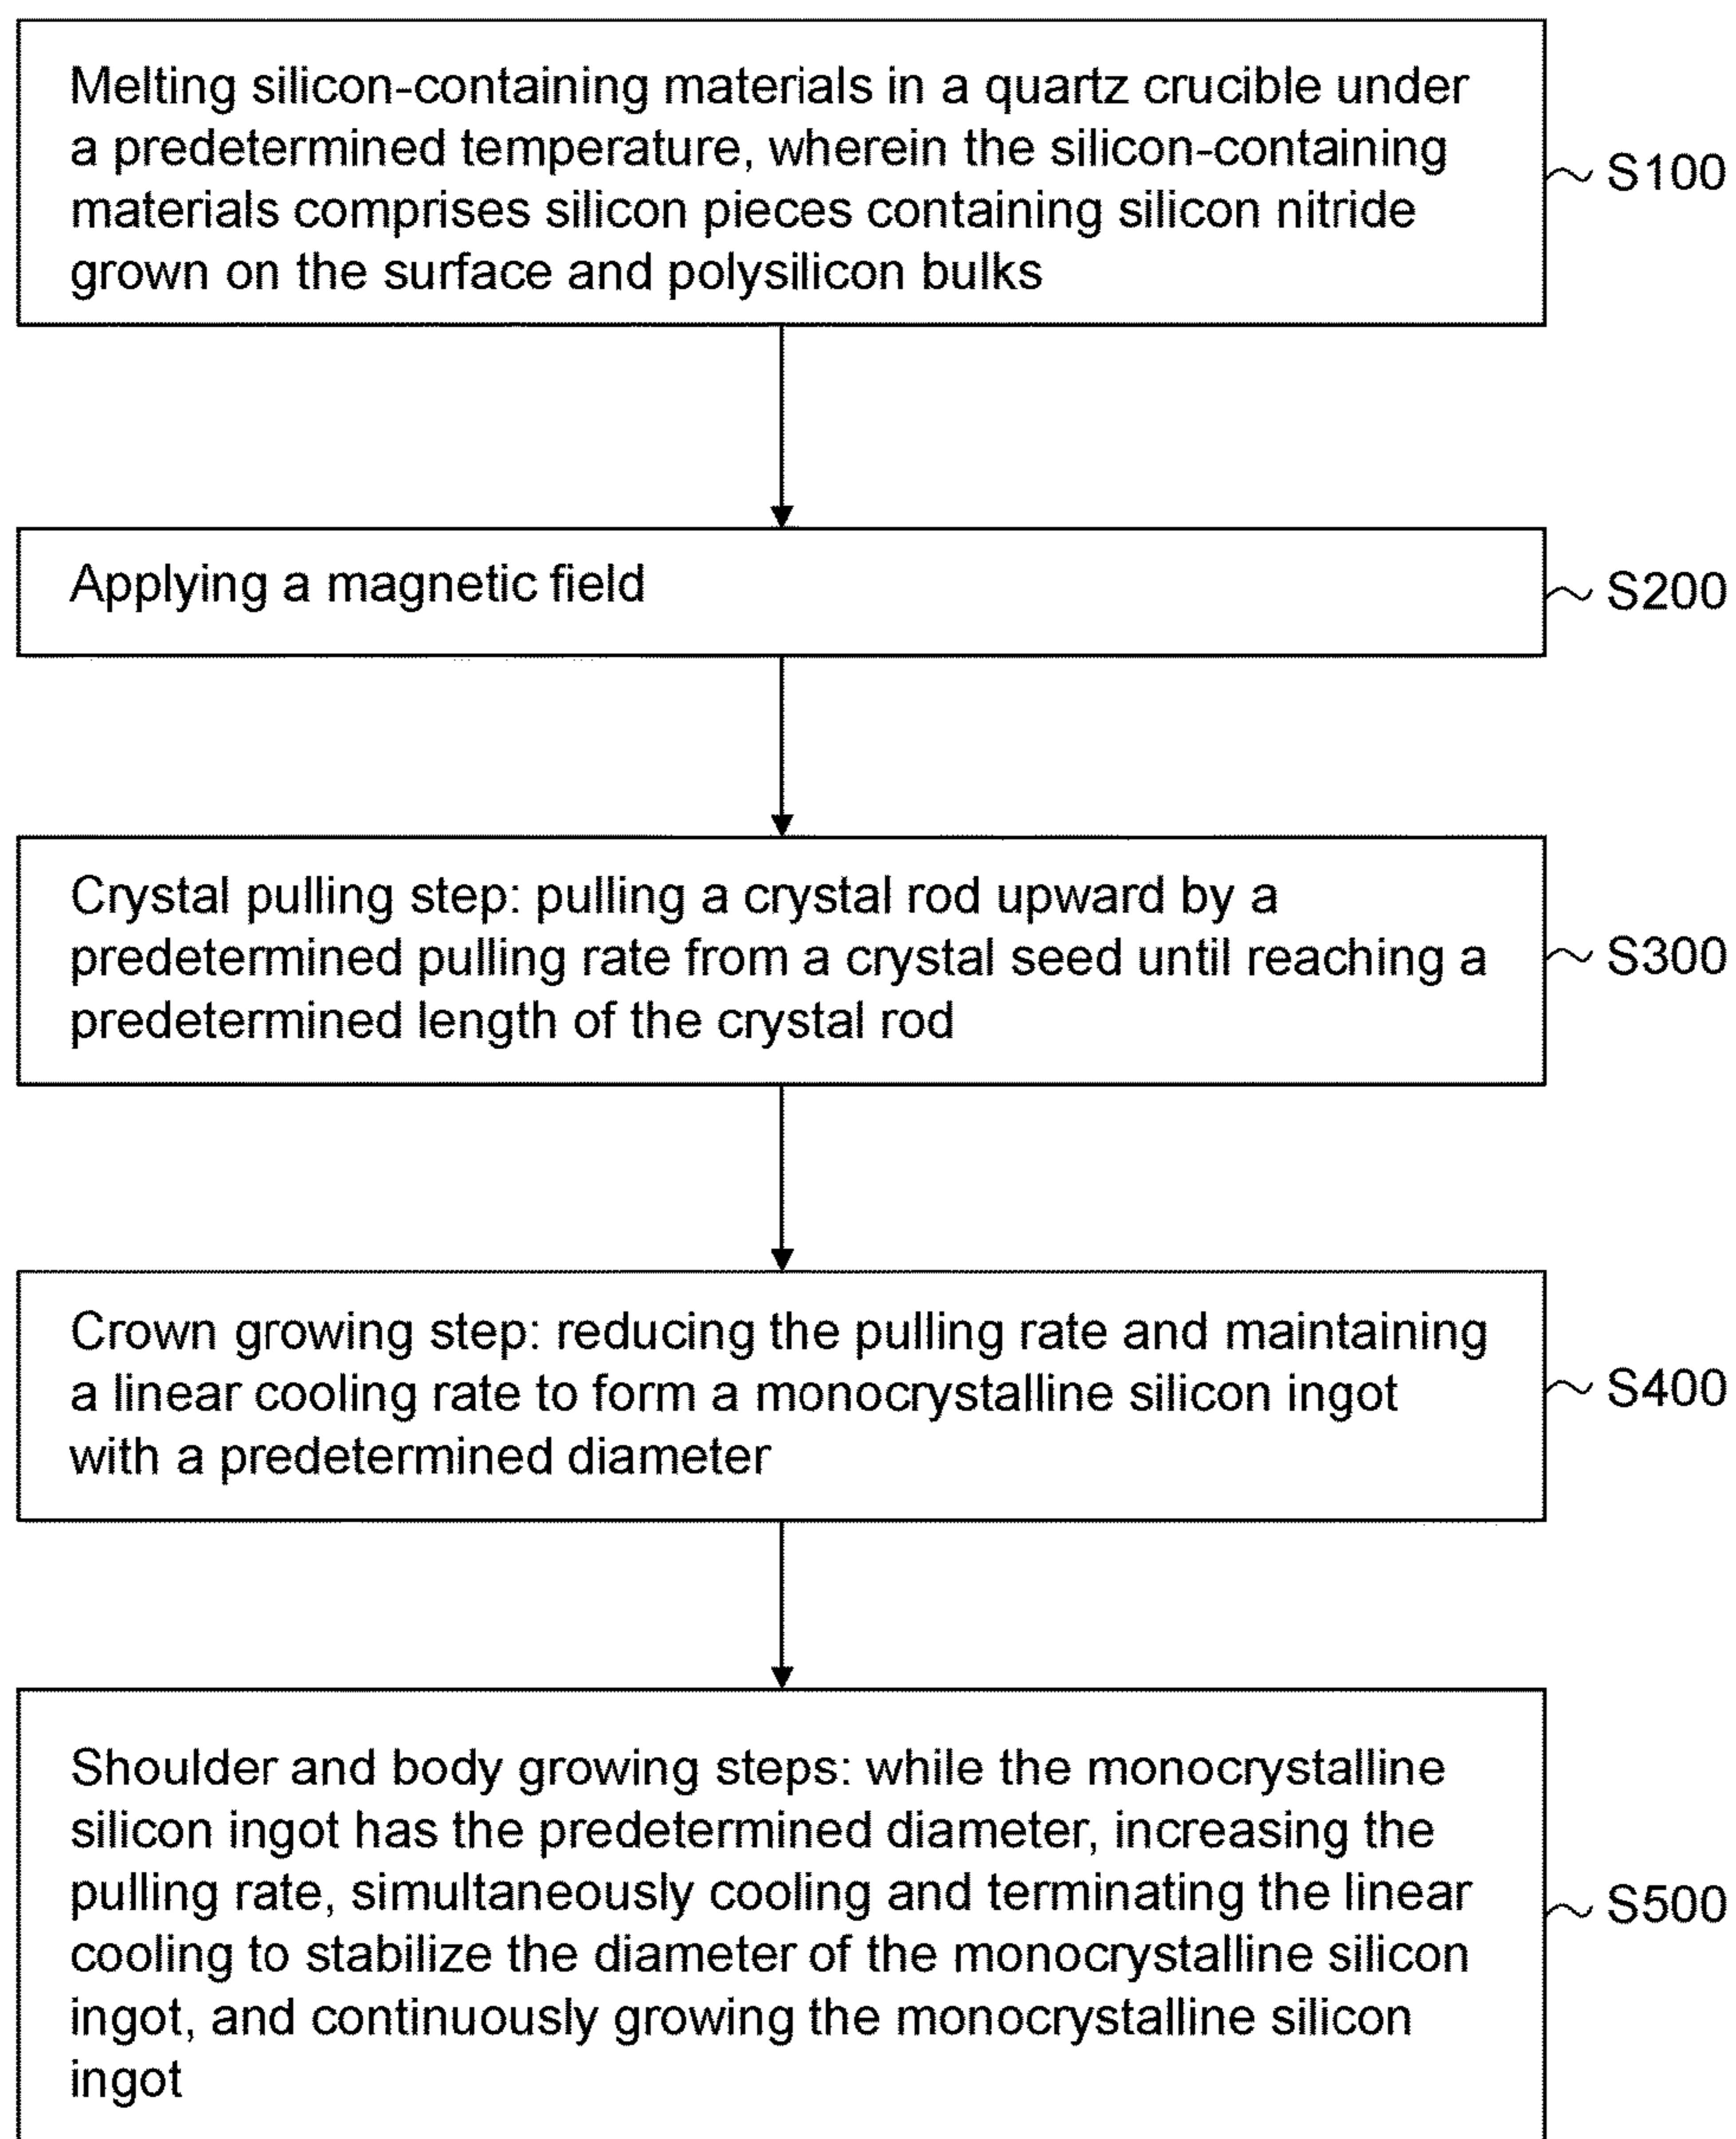 Melting silicon-containing materials in a quartz crucible under
a predetermined temperature, wherein the silicon-containing
materials comprises silicon pieces containing silicon nitride
grown on the surface and polysilicon bulks
S100
Applying a magnetic field
S200
Crystal pulling step: pulling a crystal rod upward by a
predetermined pulling rate from a crystal seed until reaching a
predetermined length of the crystal rod
S300
Crown growing step: reducing the pulling rate and maintaining
a linear cooling rate to form a monocrystalline silicon ingot
with a predetermined diameter
S400
Shoulder and body growing steps: while the monocrystalline
silicon ingot has the predetermined diameter, increasing the
pulling rate, simultaneously cooling and terminating the linear
cooling to stabilize the diameter of the monocrystalline silicon
ingot, and continuously growing the monocrystalline silicon
ingot
S500